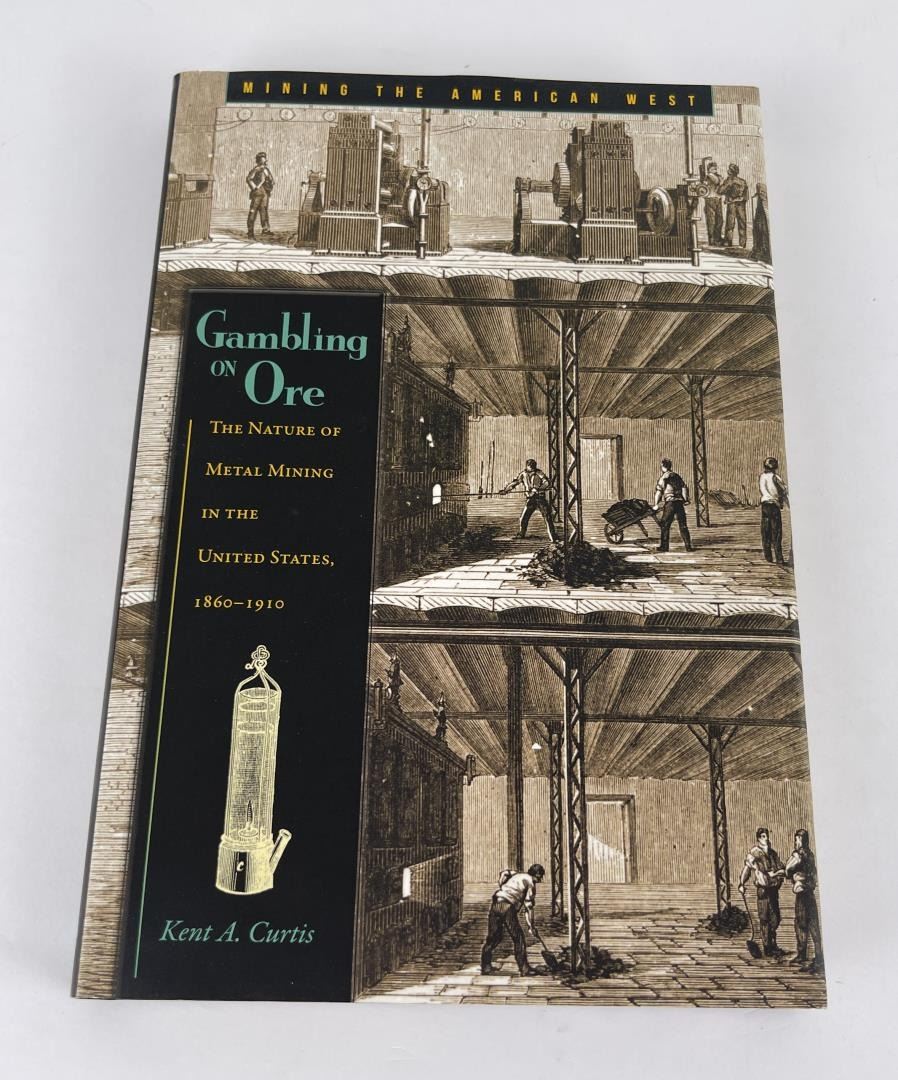 MINING THE AMERICAN WEST
Gambling
ON Ore
THE NATURE OF
METAL MINING
IN THE
UNITED STATES,
1860–1910
Kent A. Curtis